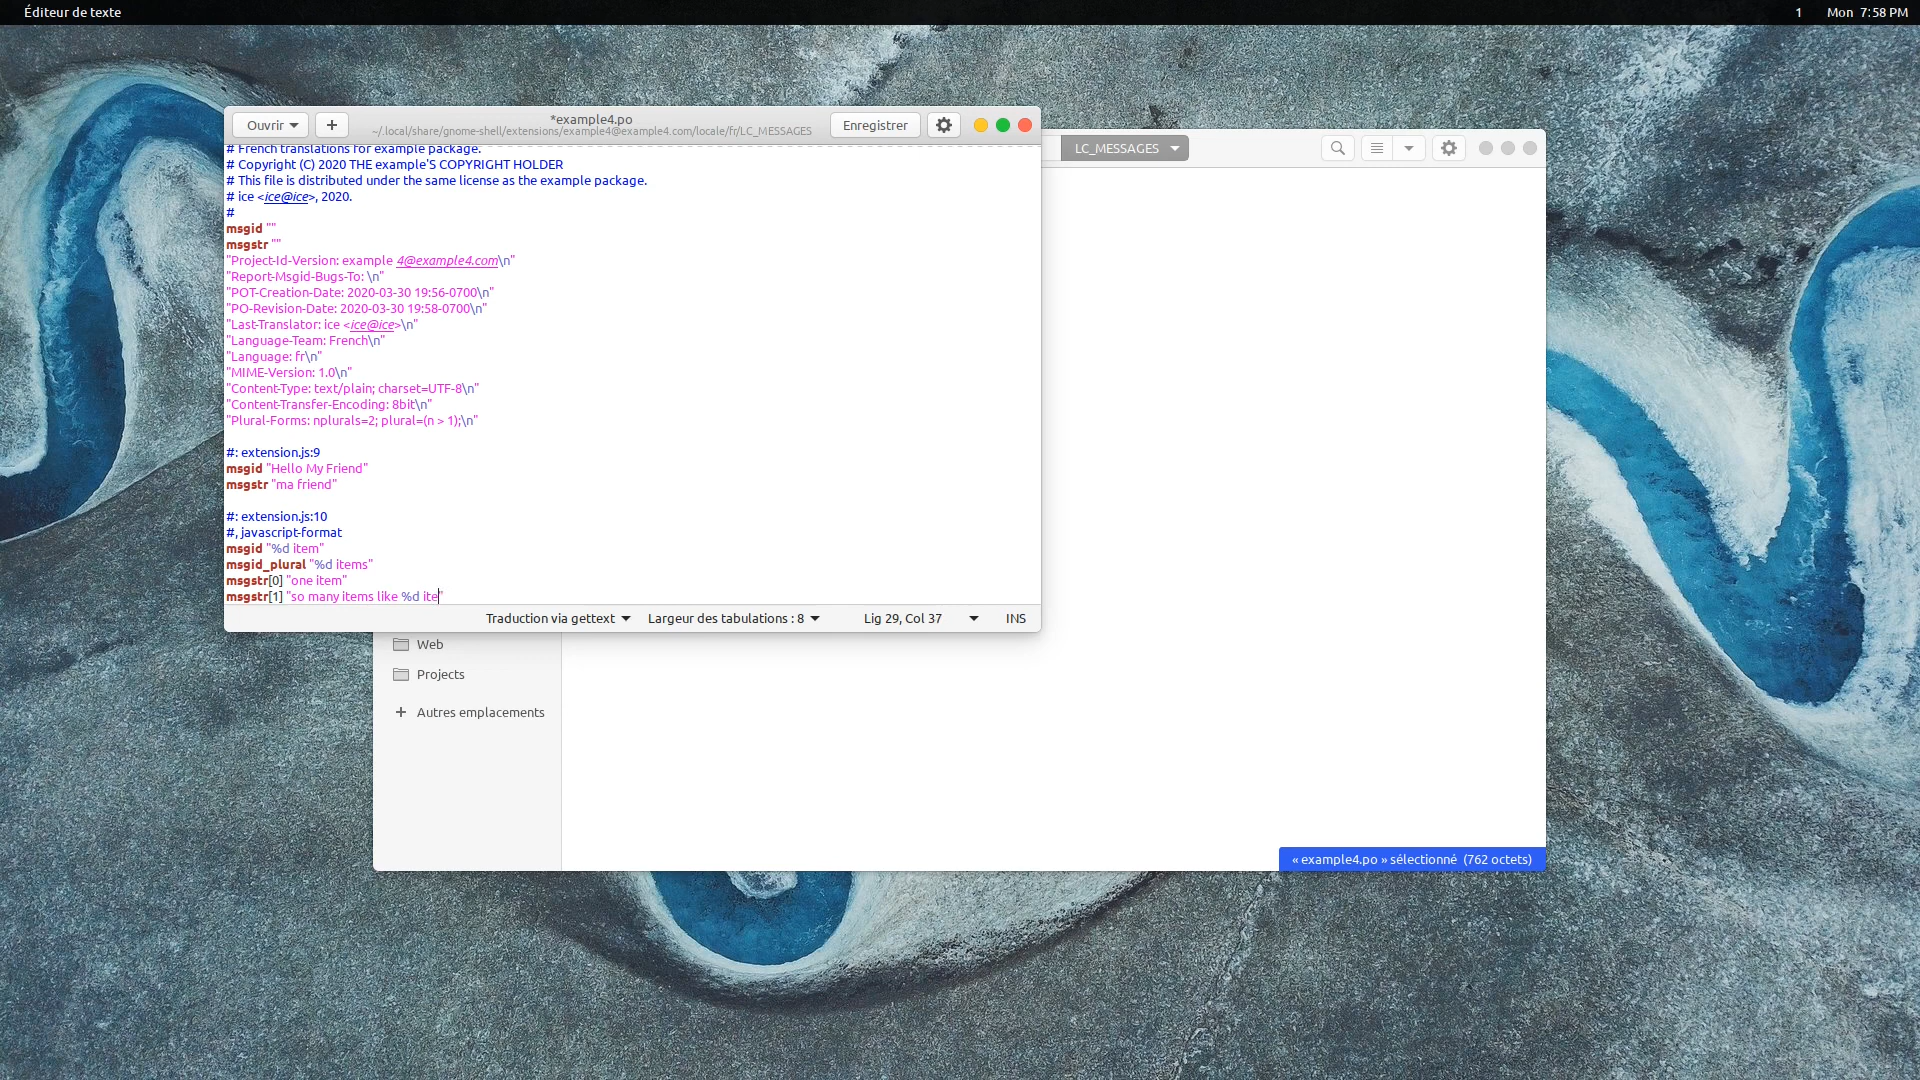 Éditeur de texte
1
Mon 7:58 PM
Ouvrir
*example4.po
~/.local/share/gnome-shell/extensions/example4@example4.com/locale/fr/LC_MESSAGES
Enregistrer
# French translations for example package.
# Copyright (C) 2020 THE example'S COPYRIGHT HOLDER
# This file is distributed under the same license as the example package.
# ice <ice@ice>, 2020.
#
msgid ""
msgstr ""
"Project-Id-Version: example 4@example4.com\n"
"Report-Msgid-Bugs-To: \n"
"POT-Creation-Date: 2020-03-30 19:56-0700\n"
"PO-Revision-Date: 2020-03-30 19:58-0700\n"
"Last-Translator: ice <ice@ice>\n"
"Language-Team: French\n"
"Language: fr\n"
"MIME-Version: 1.0\n"
"Content-Type: text/plain; charset=UTF-8\n"
"Content-Transfer-Encoding: 8bit\n"
"Plural-Forms: nplurals=2; plural=(n > 1);\n"
#: extension.js:9
msgid "Hello My Friend"
msgstr "ma friend"
#: extension.js:10
#, javascript-format
msgid "%d item"
msgid_plural "%d items"
msgstr[0] "one item"
msgstr[1] "so many items like %d ite"
Traduction via gettext
Largeur des tabulations : 8
Lig 29, Col 37
INS
LC_MESSAGES
Web
Projects
+ Autres emplacements
« example4.po » sélectionné (762 octets)